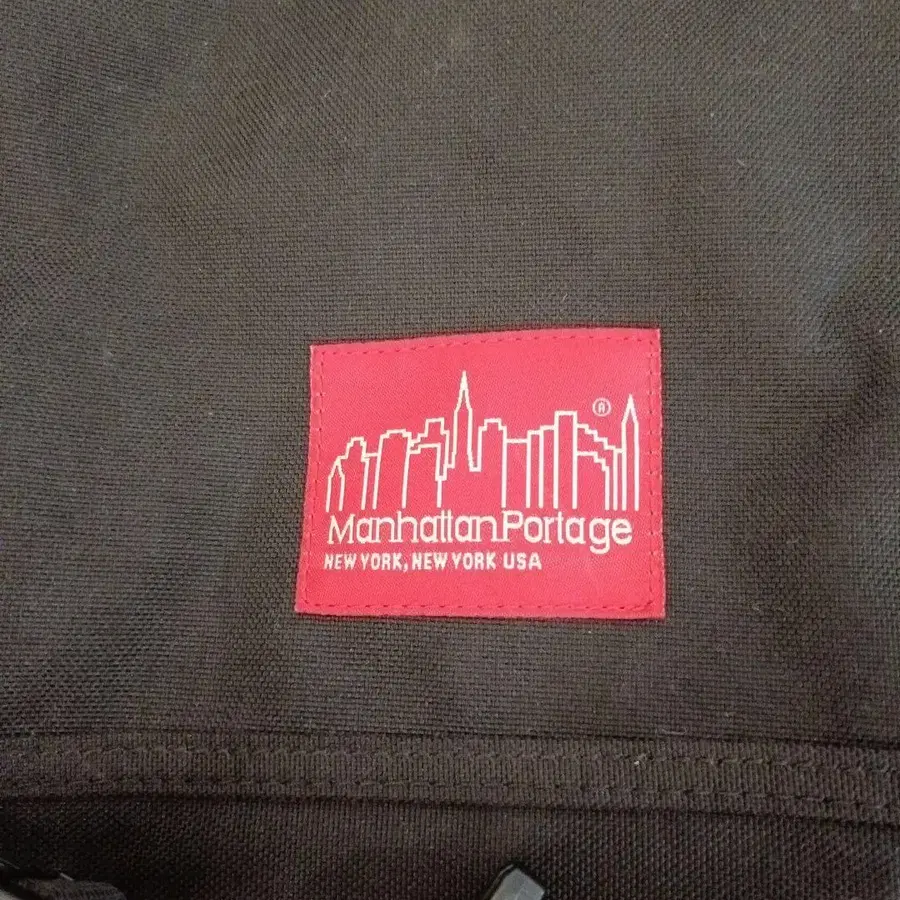 ®
ManhattanPortage
NEW YORK, NEW YORK USA